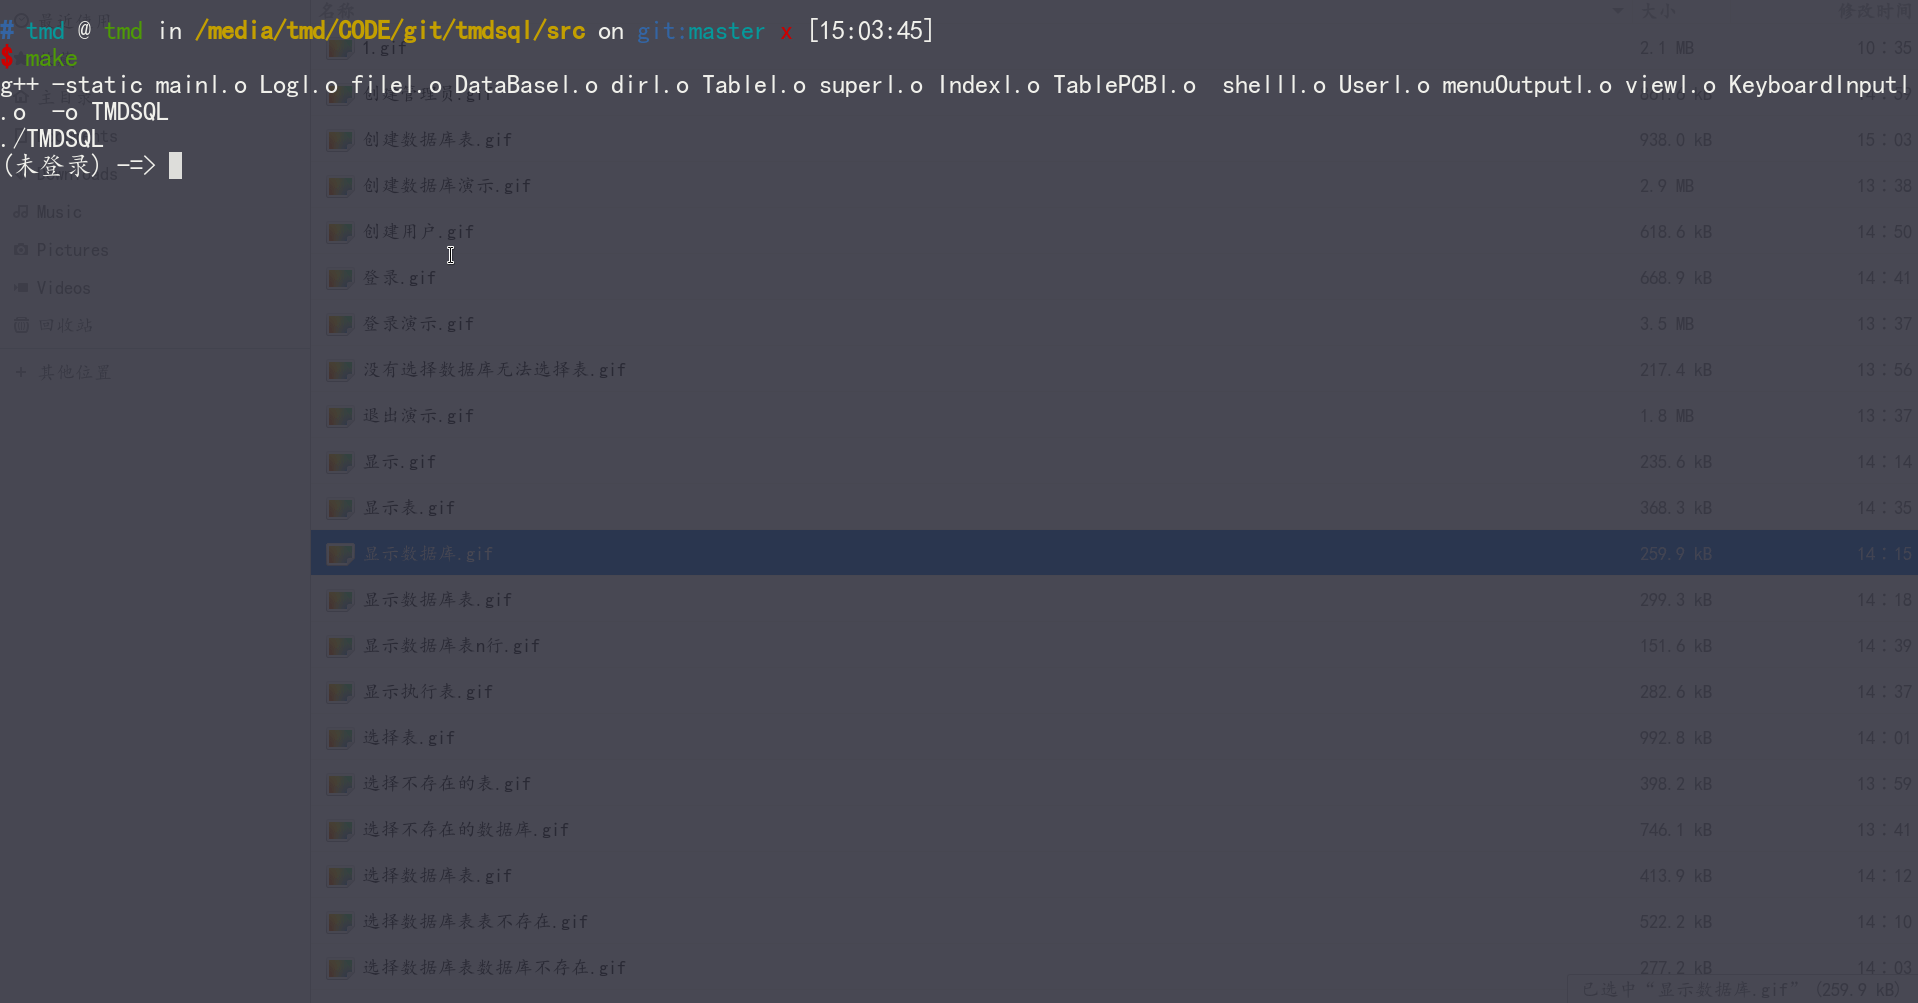 # tmd @ tmd in /media/tmd/CODE/git/tmdsql/src on git:master x [15:03:45]
$ make
g++ -static mainl.o Logl.o filel.o DataBasel.o dirl.o Tablel.o superl.o Indexl.o TablePCBl.o  shelll.o Userl.o menuOutputl.o viewl.o KeyboardInputl
.o  -o TMDSQL
./TMDSQL
(未登录) -=>
名称 大小 修改时间
1.gif 2.1 MB 10:35
创建管理员.gif
创建数据库表.gif 938.0 kB 15:03
创建数据库演示.gif 2.9 MB 13:38
Music
创建用户.gif 618.6 kB 14:50
Pictures
登录.gif 668.9 kB 14:41
Videos
登录演示.gif 3.5 MB 13:37
回收站
没有选择数据库无法选择表.gif 217.4 kB 13:56
+ 其他位置
退出演示.gif 1.8 MB 13:37
显示.gif 235.6 kB 14:14
显示表.gif 368.3 kB 14:35
显示数据库.gif 259.9 kB 14:15
显示数据库表.gif 299.3 kB 14:18
显示数据库表n行.gif 151.6 kB 14:39
显示执行表.gif 282.6 kB 14:37
选择表.gif 992.8 kB 14:01
选择不存在的表.gif 398.2 kB 13:59
选择不存在的数据库.gif 746.1 kB 13:41
选择数据库表.gif 413.9 kB 14:12
选择数据库表表不存在.gif 522.2 kB 14:10
选择数据库表数据库不存在.gif 277.2 kB 14:03
已选中“显示数据库.gif” (259.9 kB)